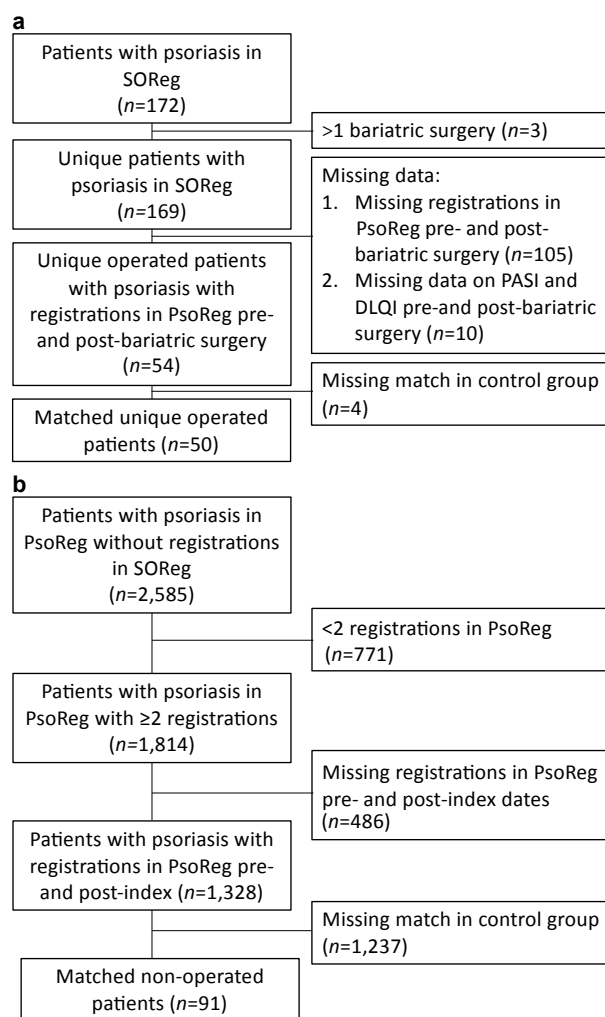 a
Patients with psoriasis in
SOReg
(n=172)
>1 bariatric surgery (n=3)
Unique patients with
psoriasis in SOReg
(n=169)
Missing data:
1. Missing registrations in
PsoReg pre- and post-
bariatric surgery (n=105)
2. Missing data on PASI and
DLQI pre-and post-bariatric
surgery (n=10)
Unique operated patients
with psoriasis with
registrations in PsoReg pre-
and post-bariatric surgery
(n=54)
Missing match in control group
(n=4)
Matched unique operated
patients (n=50)
b
Patients with psoriasis in
PsoReg without registrations
in SOReg
(n=2,585)
<2 registrations in PsoReg
(n=771)
Patients with psoriasis in
PsoReg with ≥2 registrations
(n=1,814)
Missing registrations in PsoReg
pre- and post-index dates
(n=486)
Patients with psoriasis with
registrations in PsoReg pre-
and post-index (n=1,328)
Missing match in control group
(n=1,237)
Matched non-operated
patients (n=91)